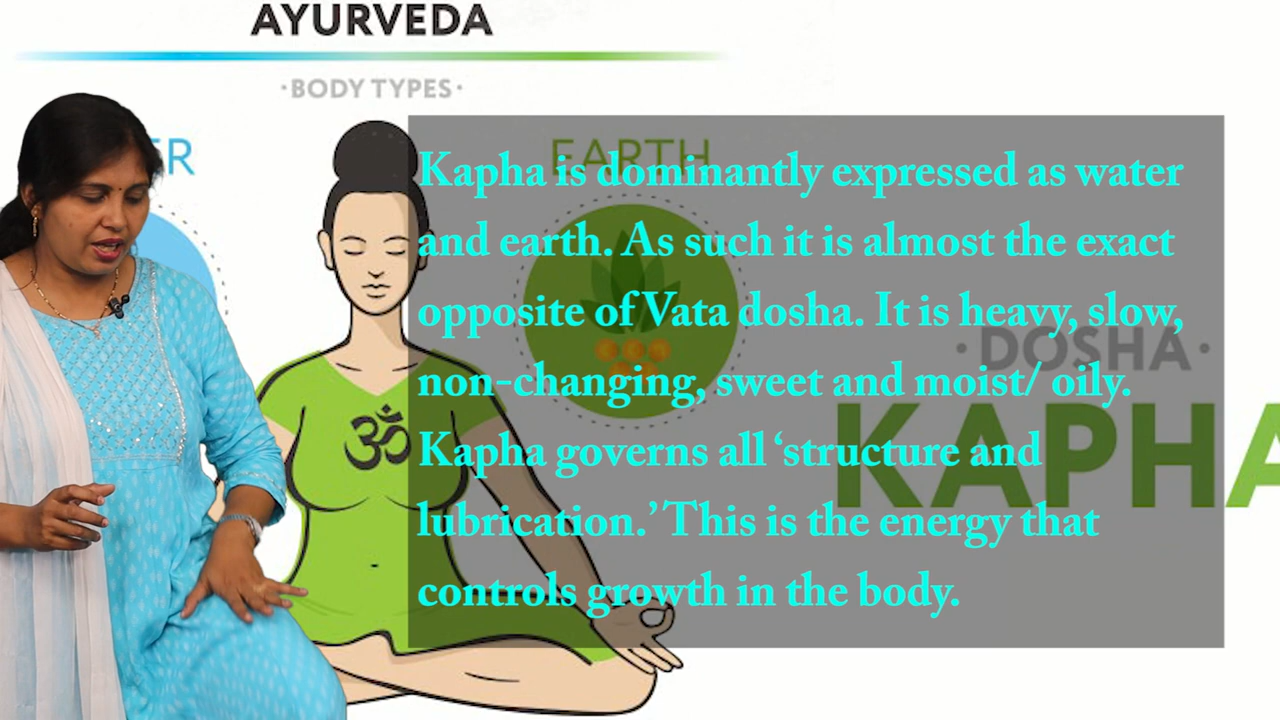 AYURVEDA
·BODY TYPES·
ER
EARTH
Kapha is dominantly expressed as water
and earth. As such it is almost the exact
opposite of Vata dosha. It is heavy, slow,
non-changing, sweet and moist/ oily.
Kapha governs all ‘structure and
lubrication.’ This is the energy that
controls growth in the body.
·DOSHA·
KAPHA
ॐ